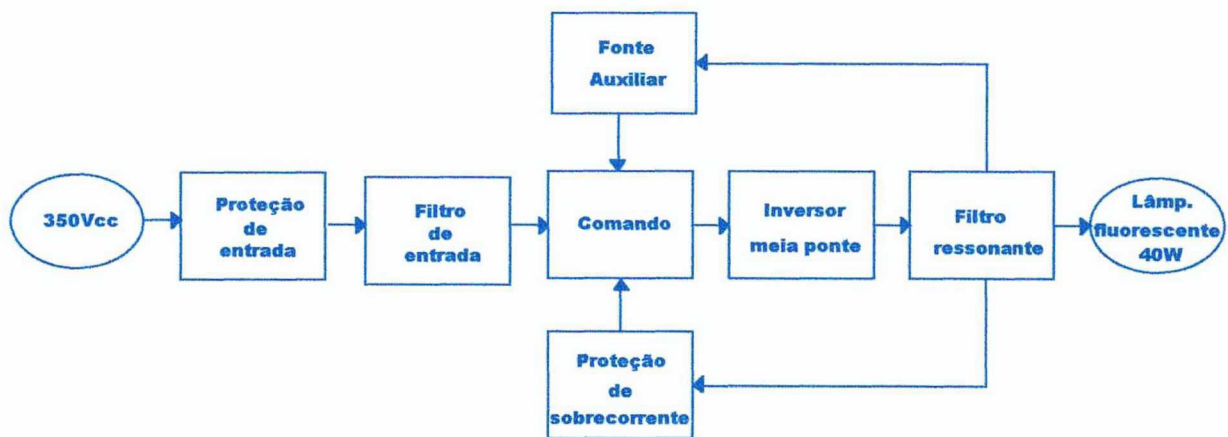 Fonte
Auxiliar
350Vcc
Proteção
de
entrada
Filtro
de
entrada
Comando
Inversor
meia ponte
Filtro
ressonante
Lâmp.
fluorescente
40W
Proteção
de
sobrecorrente